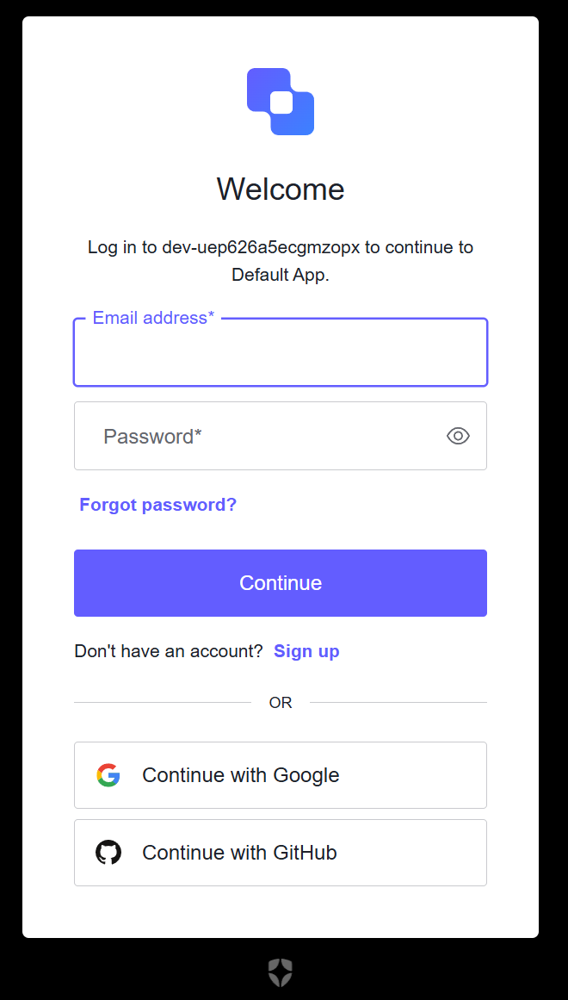 Welcome
Log in to dev-uep626a5ecgmzopx to continue to
Default App.
Email address*
Password*
Forgot password?
Continue
Don't have an account? Sign up
OR
Continue with Google
Continue with GitHub